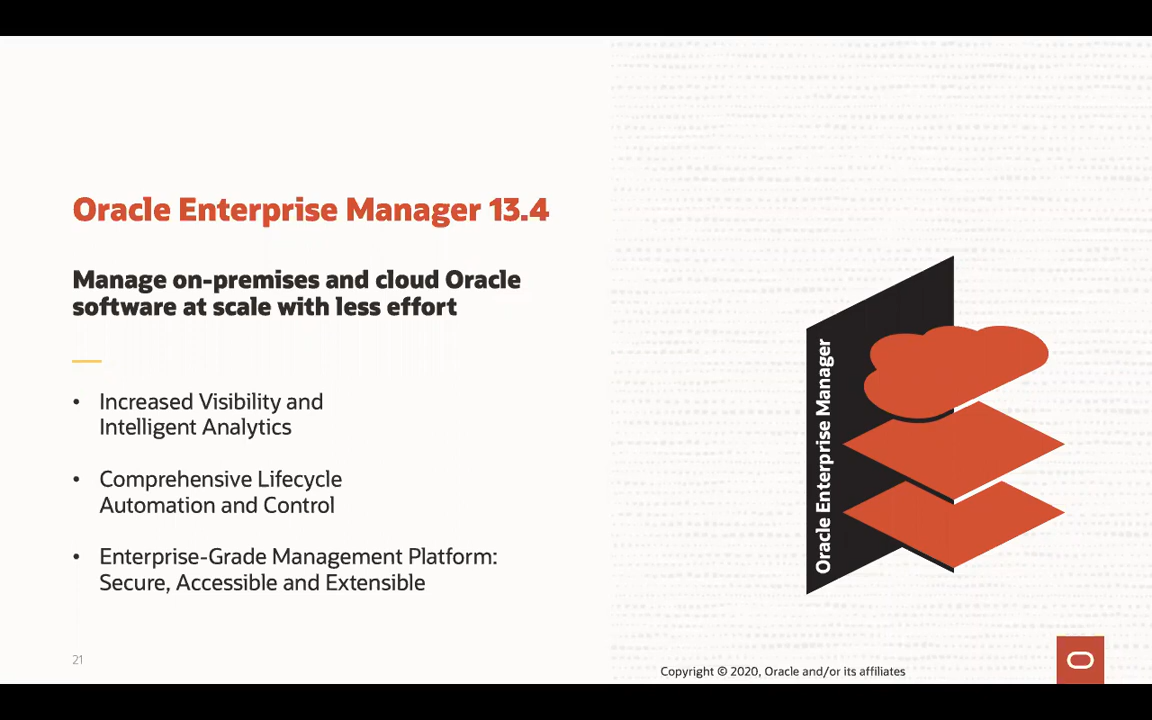 Oracle Enterprise Manager 13.4
Manage on-premises and cloud Oracle
software at scale with less effort
• Increased Visibility and
Intelligent Analytics
• Comprehensive Lifecycle
Automation and Control
• Enterprise-Grade Management Platform:
Secure, Accessible and Extensible
Oracle Enterprise Manager
21
Copyright © 2020, Oracle and/or its affiliates